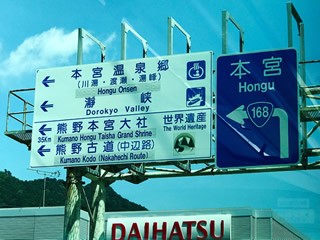 本宮温泉郷
(川湯・渡瀬・湯峰)
Hongu Onsen
瀞峡
Dorokyo Valley
熊野本宮大社
35km
Kumano Hongu Taisha Grand Shrine
熊野古道(中辺路)
Kumano Kodo (Nakahechi Route)
世界遺産
The World Heritage
本宮
Hongu
168
DAIHATSU